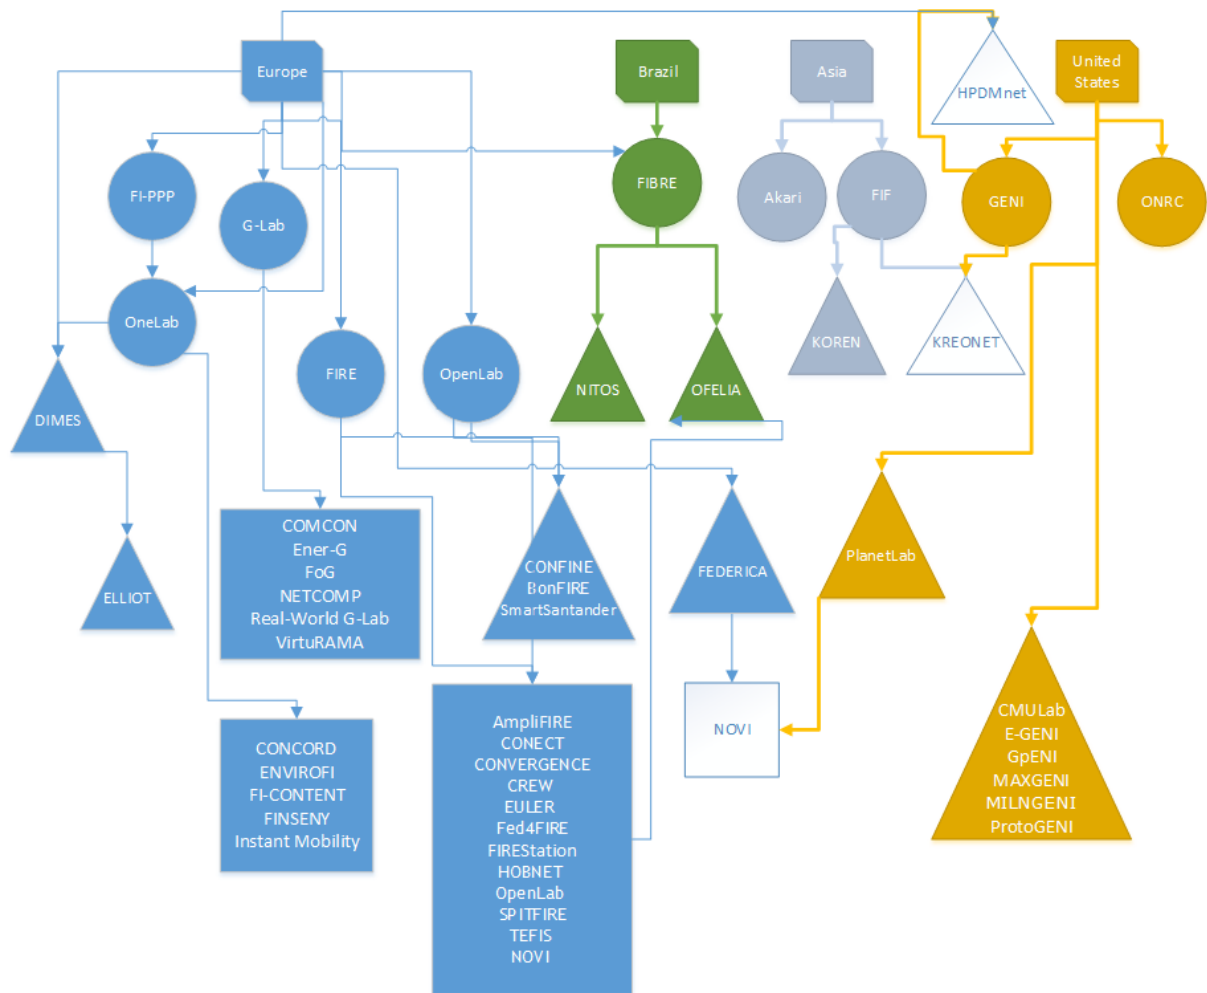 Europe
Brazil
Asia
United
States
HPDMnet
FI-PPP
G-Lab
FIBRE
Akari
FIF
GENI
ONRC
OneLab
FIRE
OpenLab
NITOS
OFELIA
KOREN
KREONET
DIMES
ELLIOT
COMCON
Ener-G
FoG
NETCOMP
Real-World G-Lab
VirtuRAMA
CONFINE
BonFIRE
SmartSantander
FEDERICA
PlanetLab
NOVI
CONCORD
ENVIROFI
FI-CONTENT
FINSENY
Instant Mobility
AmpliFIRE
CONECT
CONVERGENCE
CREW
EULER
Fed4FIRE
FIREStation
HOBNET
OpenLab
SPITFIRE
TEFIS
NOVI
CMULab
E-GENI
GpENI
MAXGENI
MILNGENI
ProtoGENI